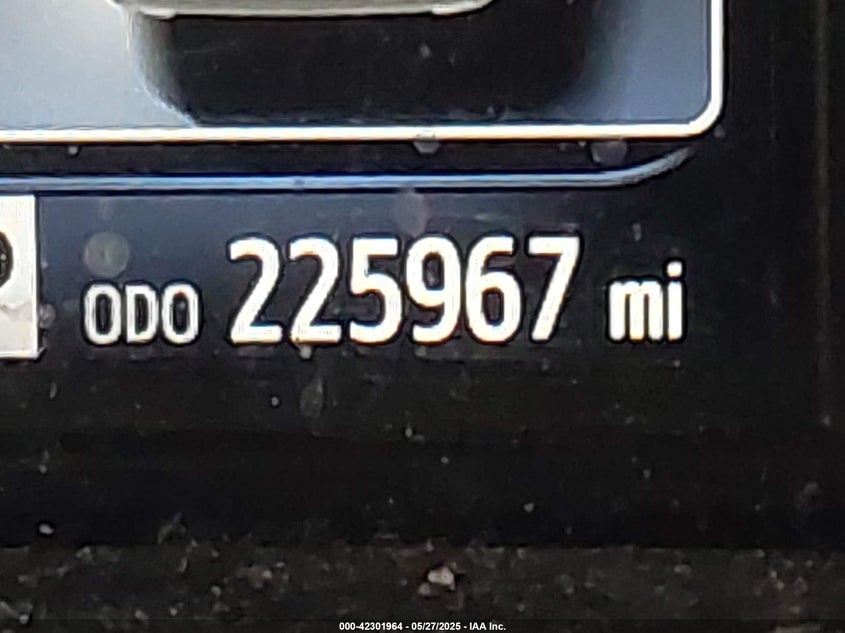 ODO 225967 mi
000-42301964 - 05/27/2025 - IAA Inc.